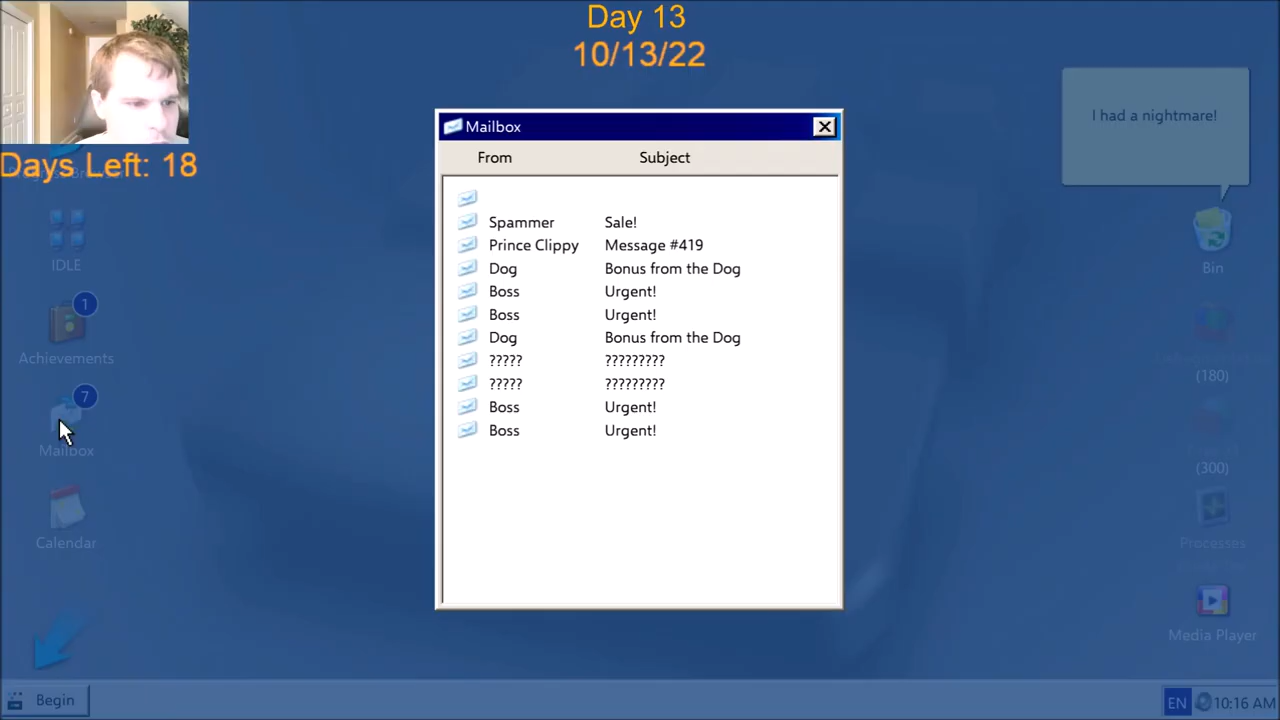 Day 13
10/13/22
Days Left: 18
I had a nightmare!
Mailbox
From Subject
Spammer Sale!
Prince Clippy Message #419
Dog Bonus from the Dog
Boss Urgent!
Boss Urgent!
Dog Bonus from the Dog
????? ?????????
????? ?????????
Boss Urgent!
Boss Urgent!
IDLE
1
Achievements
7
Mailbox
Calendar
Bin
(180)
(300)
Processes
Media Player
Begin
EN 10:16 AM